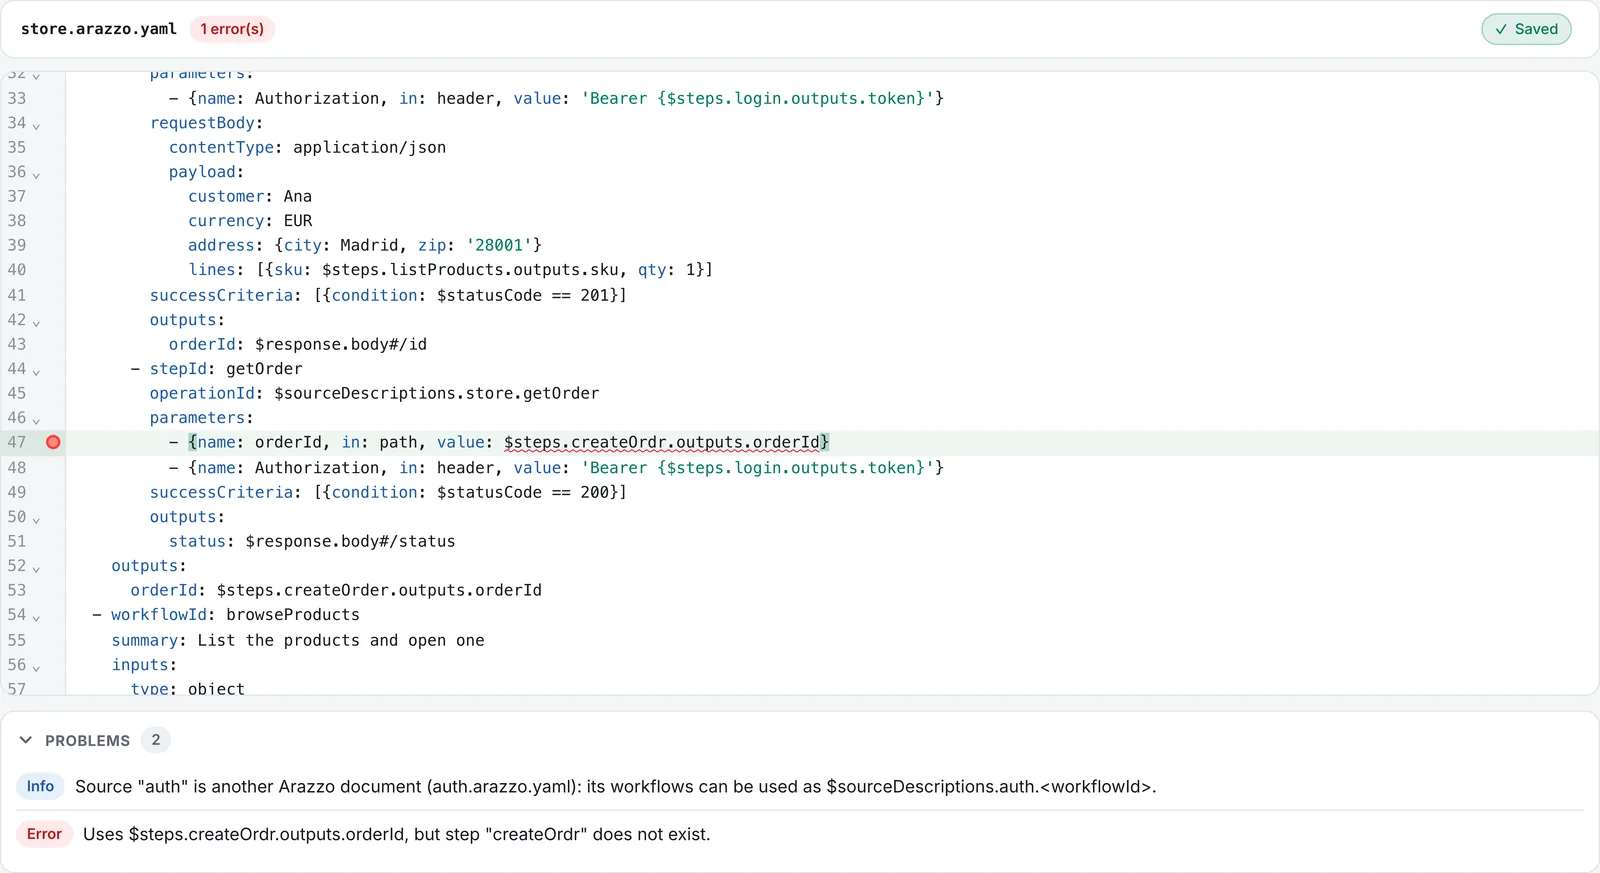 store.arazzo.yaml 1 error(s) ✓ Saved
32 parameters:
33 - {name: Authorization, in: header, value: 'Bearer {$steps.login.outputs.token}'}
34 requestBody:
35 contentType: application/json
36 payload:
37 customer: Ana
38 currency: EUR
39 address: {city: Madrid, zip: '28001'}
40 lines: [{sku: $steps.listProducts.outputs.sku, qty: 1}]
41 successCriteria: [{condition: $statusCode == 201}]
42 outputs:
43 orderId: $response.body#/id
44 - stepId: getOrder
45 operationId: $sourceDescriptions.store.getOrder
46 parameters:
47 - {name: orderId, in: path, value: $steps.createOrdr.outputs.orderId}
48 - {name: Authorization, in: header, value: 'Bearer {$steps.login.outputs.token}'}
49 successCriteria: [{condition: $statusCode == 200}]
50 outputs:
51 status: $response.body#/status
52 outputs:
53 orderId: $steps.createOrder.outputs.orderId
54 - workflowId: browseProducts
55 summary: List the products and open one
56 inputs:
57 type: object
PROBLEMS 2
Info Source "auth" is another Arazzo document (auth.arazzo.yaml): its workflows can be used as $sourceDescriptions.auth.<workflowId>.
Error Uses $steps.createOrdr.outputs.orderId, but step "createOrdr" does not exist.